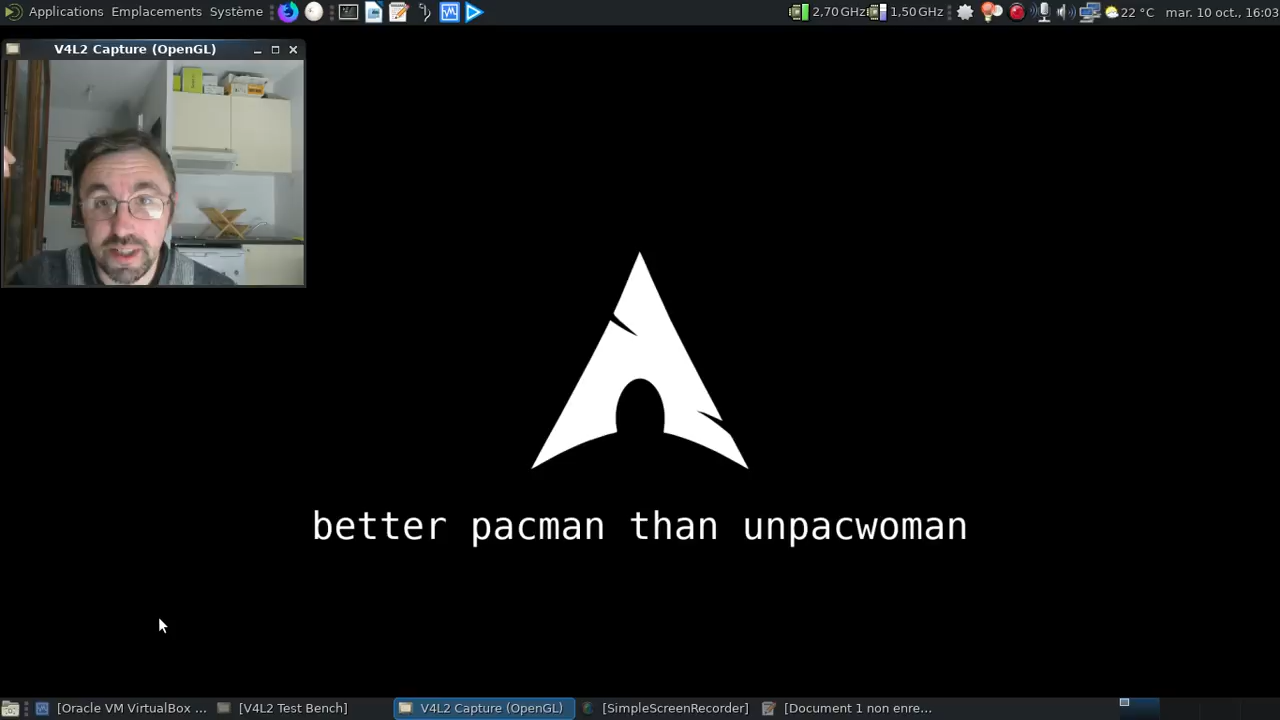 Applications Emplacements Système 2,70 GHz 1,50 GHz 22 °C mar. 10 oct., 16:03
V4L2 Capture (OpenGL)
better pacman than unpacwoman
[Oracle VM VirtualBox ... [V4L2 Test Bench] V4L2 Capture (OpenGL) [SimpleScreenRecorder] [Document 1 non enre...